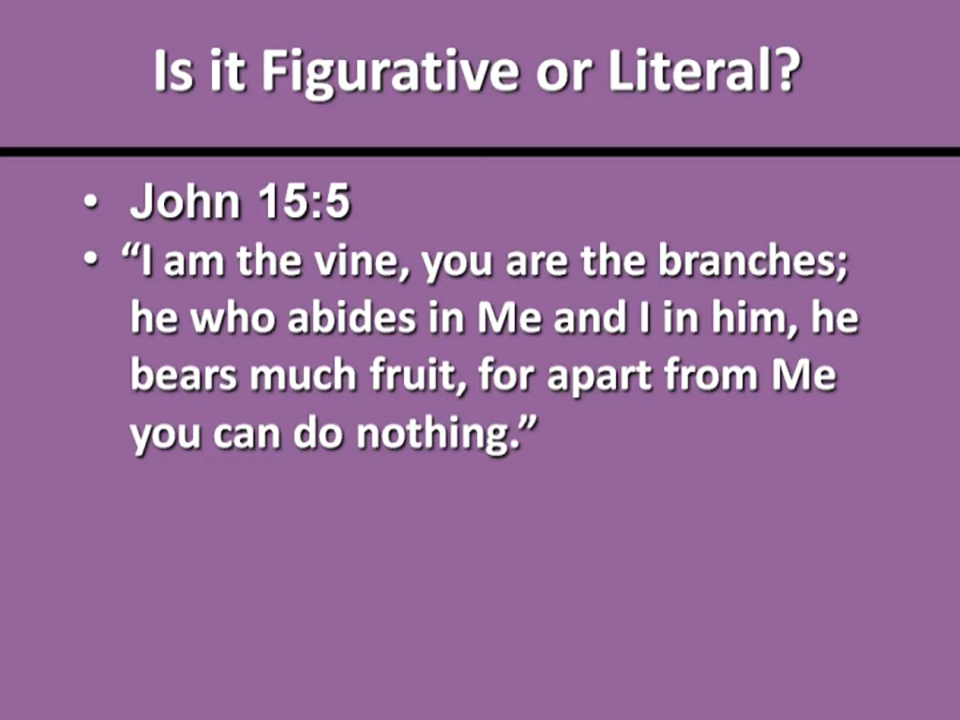 Is it Figurative or Literal?
• John 15:5
• “I am the vine, you are the branches;
he who abides in Me and I in him, he
bears much fruit, for apart from Me
you can do nothing.”